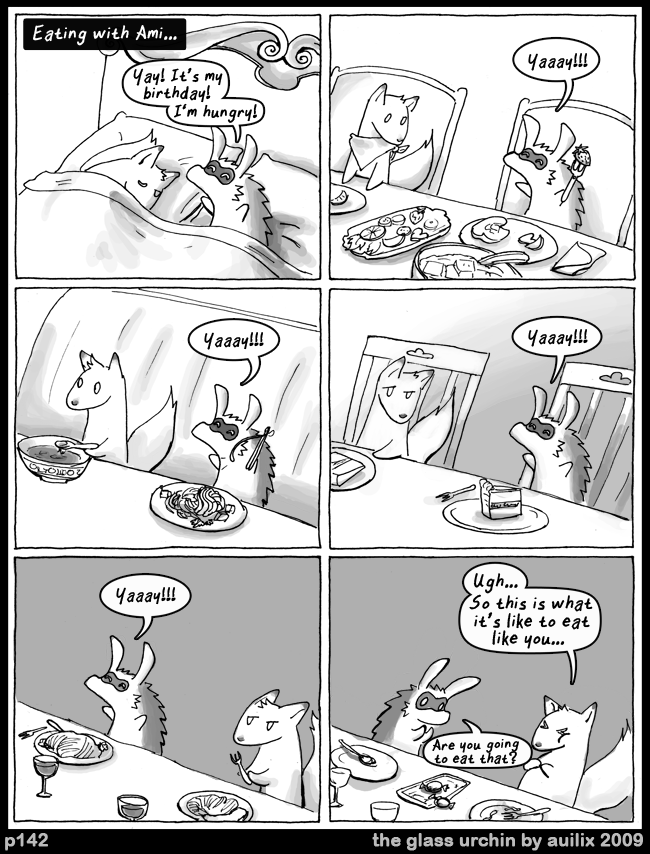 Eating with Ami...
Yay! It's my
birthday!
I'm hungry!
Yaaay!!!
Yaaay!!!
Yaaay!!!
Yaaay!!!
Ugh...
So this is what
it's like to eat
like you...
Are you going
to eat that?
p142
the glass urchin by auilix 2009